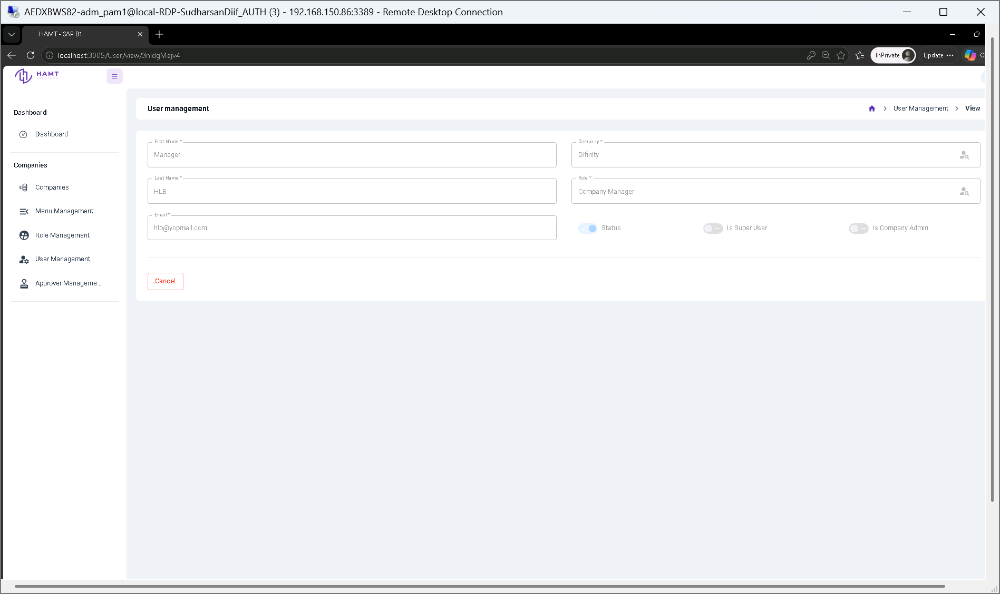 AEDXBWS82-adm_pam1@local-RDP-SudharsanDiif_AUTH (3) - 192.168.150.86:3389 - Remote Desktop Connection
HAMT - SAP B1
localhost:3005/User/view/3nIdgMejv4
InPrivate
Update
HAMT
INFOTECH
User management
User Management
View
Dashboard
Dashboard
Companies
Companies
Menu Management
Role Management
User Management
Approver Manageme...
First Name *
Manager
Company *
Difinity
Last Name *
HLB
Role *
Company Manager
Email *
hlb@yopmail.com
Status
Is Super User
Is Company Admin
Cancel